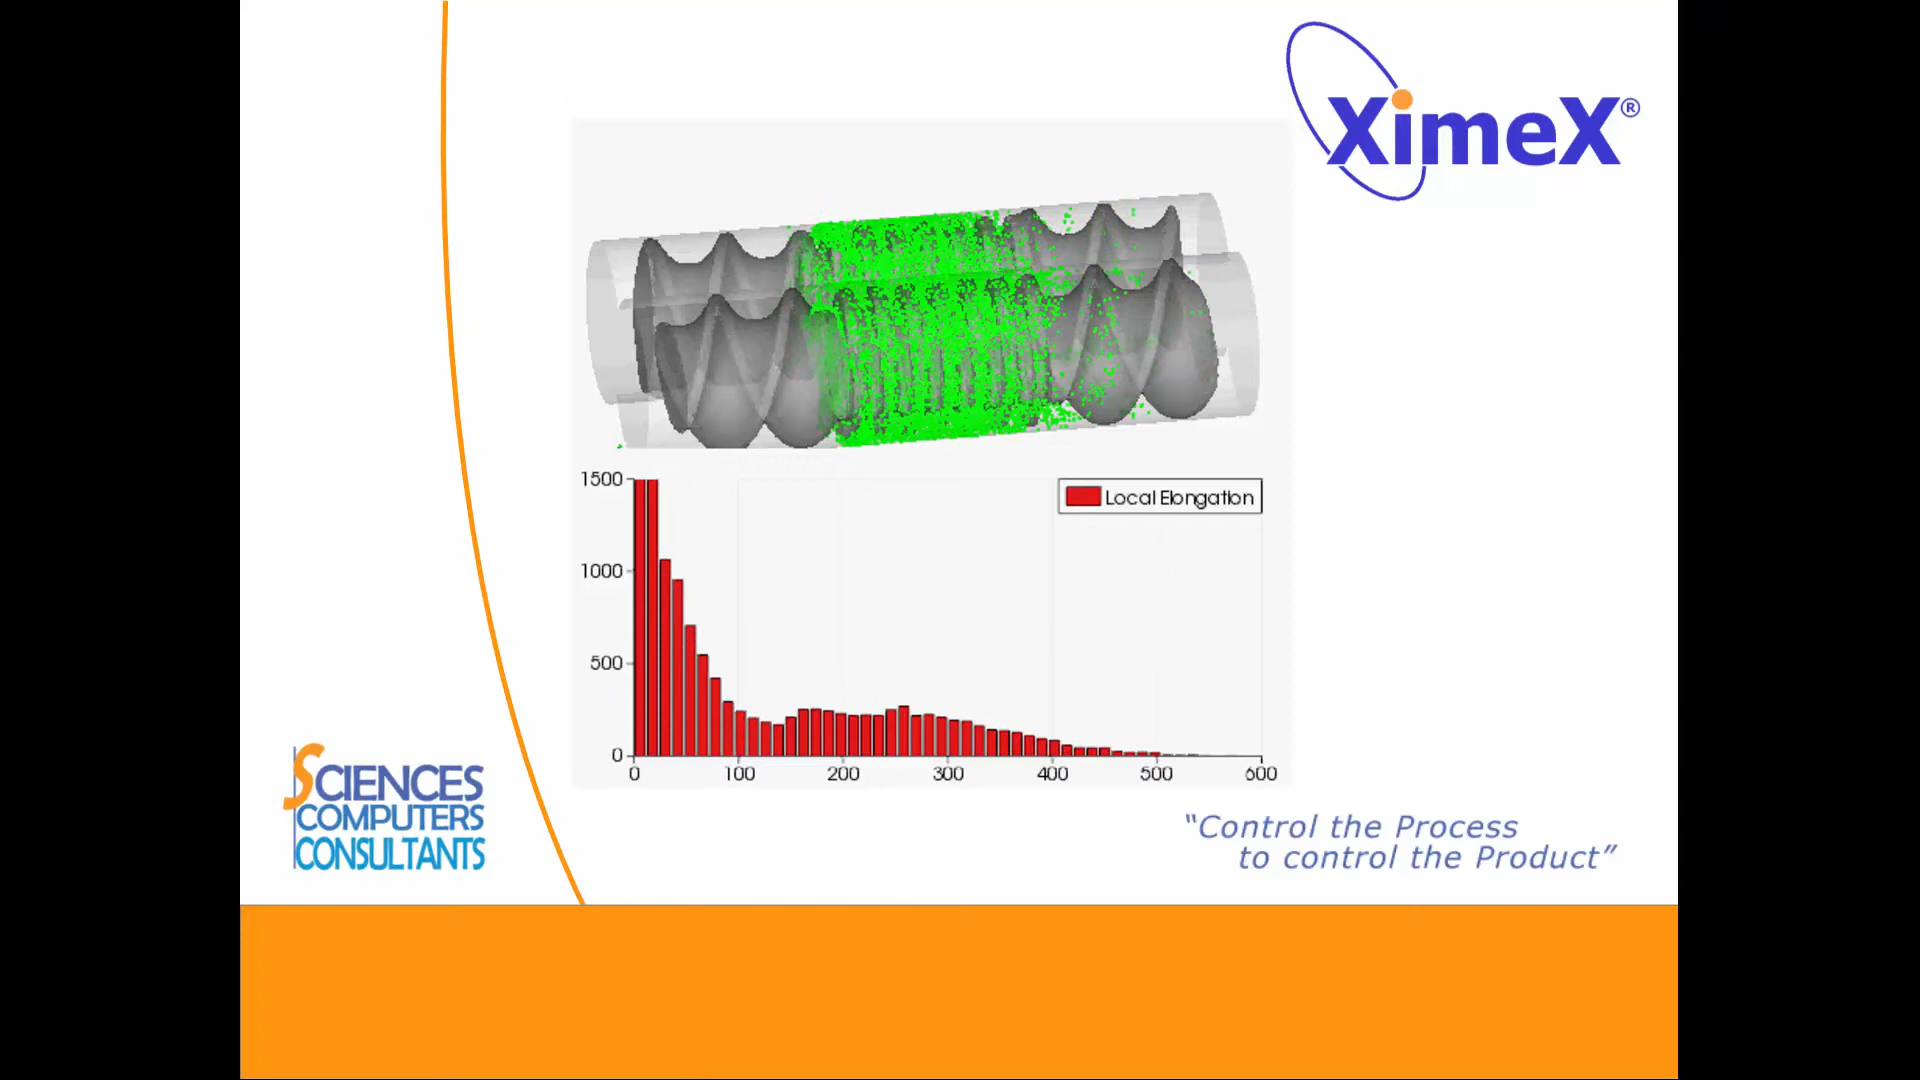 XimeX®
1500
1000
500
0
Local Elongation
0 100 200 300 400 500 600
SCIENCES
COMPUTERS
CONSULTANTS
“Control the Process
to control the Product”